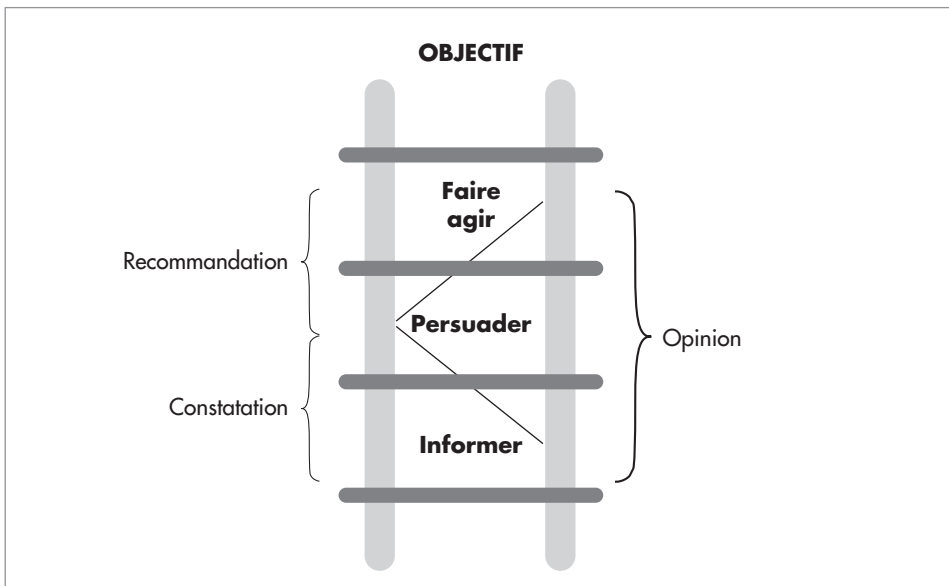 OBJECTIF
Faire
agir
Recommandation
Persuader
Opinion
Constatation
Informer